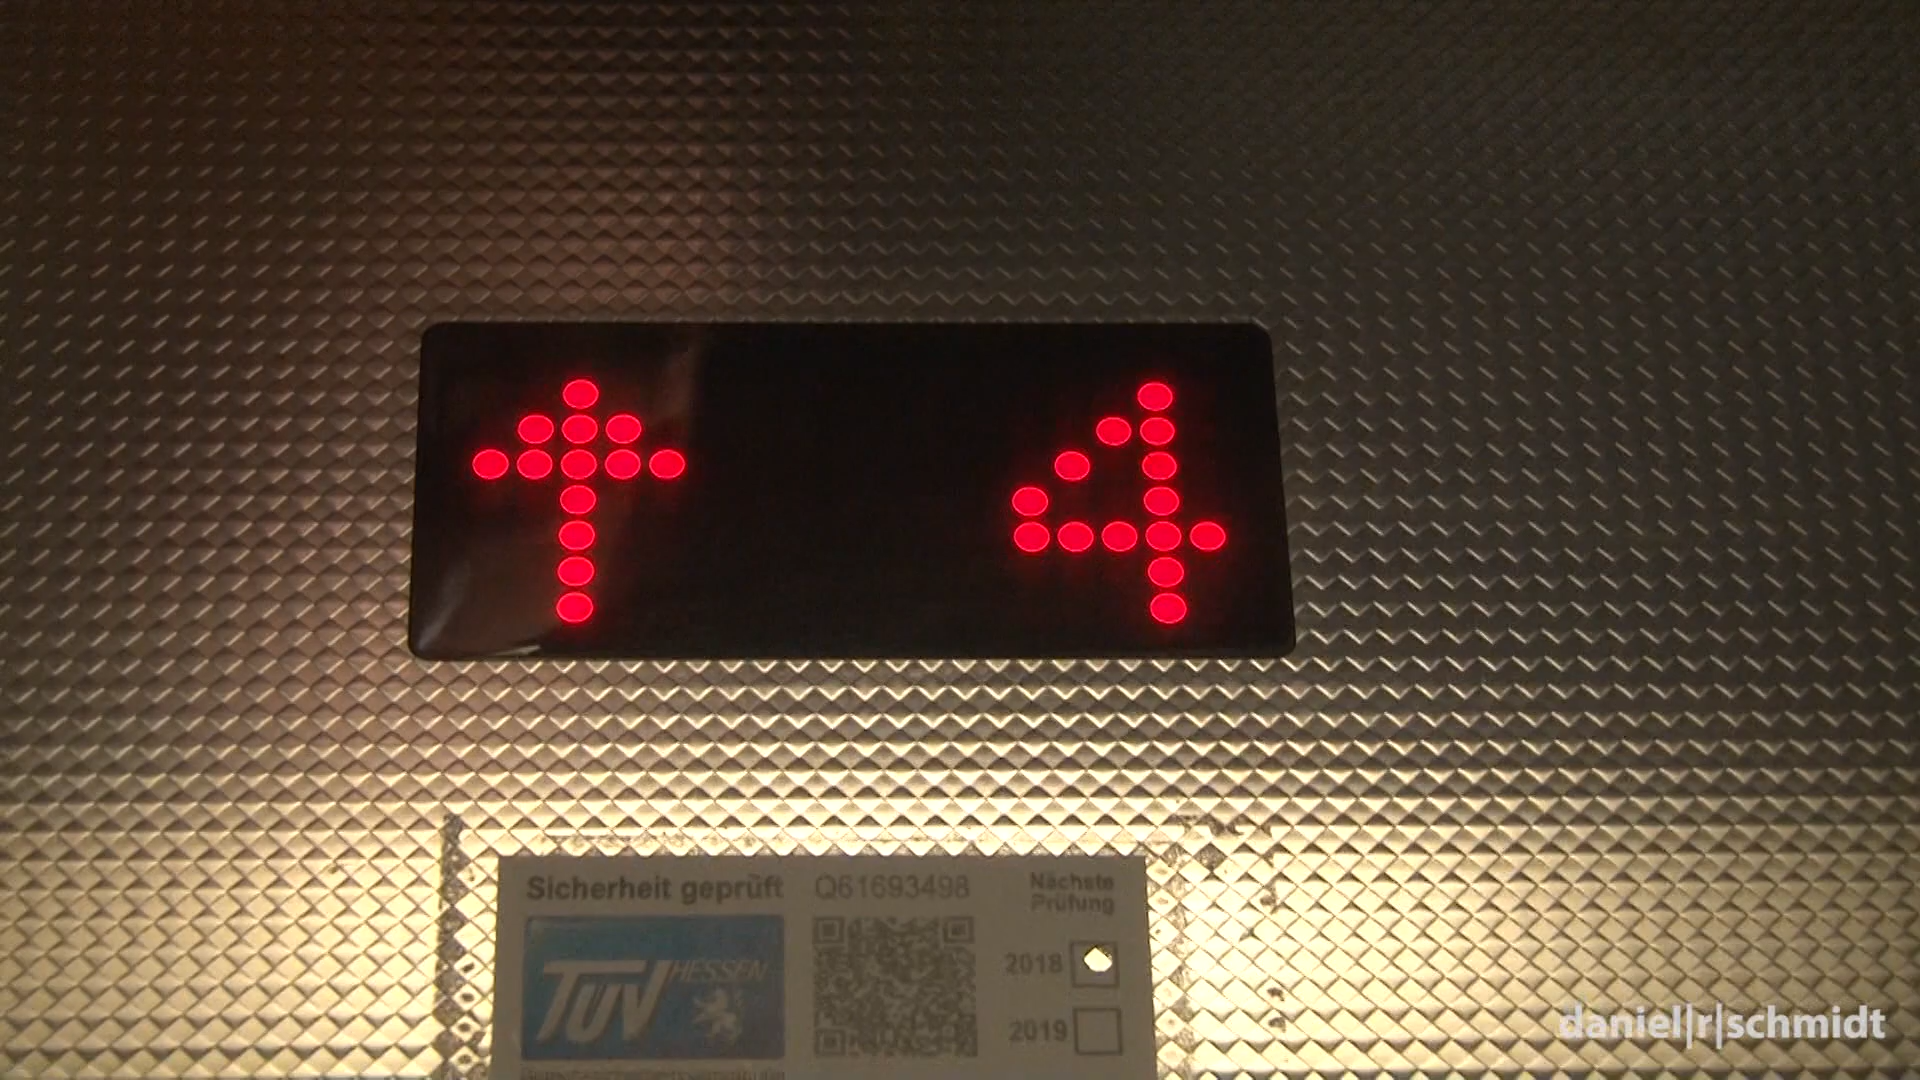 ↑ 4
Sicherheit geprüft Q61693498 Nächste
Prüfung
TÜV HESSEN
2018
2019
daniel|r|schmidt